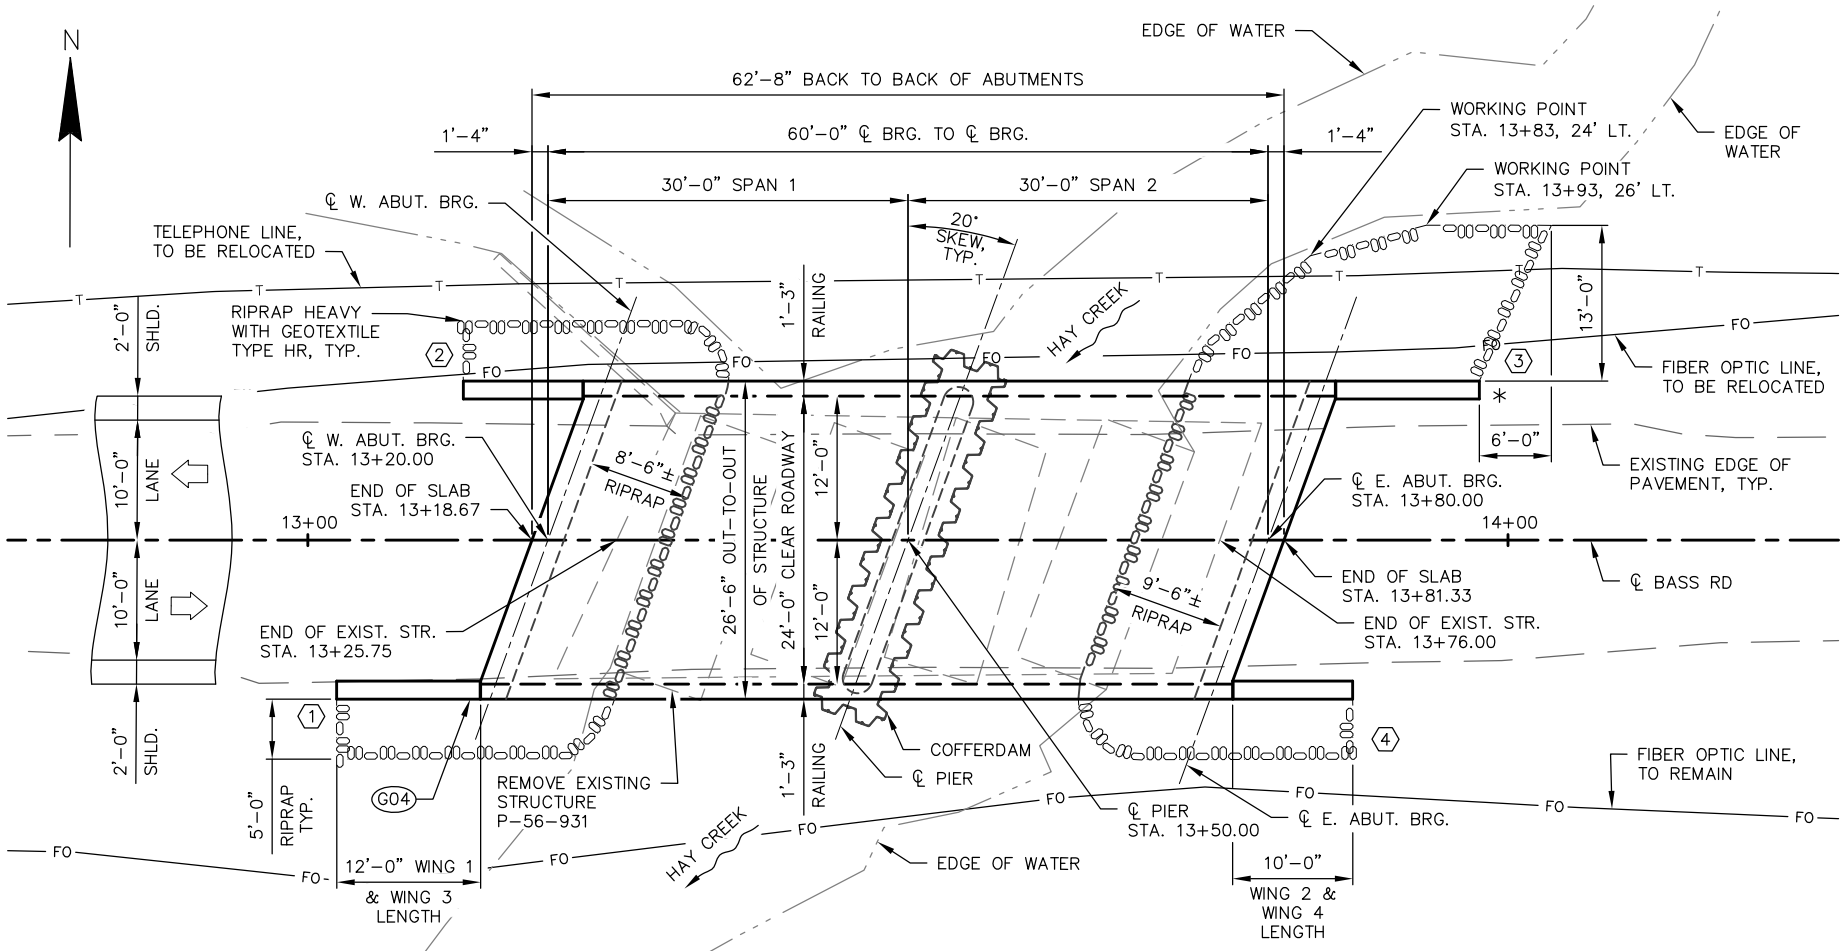 N
EDGE OF WATER
62'-8" BACK TO BACK OF ABUTMENTS
WORKING POINT
STA. 13+83, 24' LT.
EDGE OF
WATER
1'-4"
60'-0" ℄ BRG. TO ℄ BRG.
1'-4"
WORKING POINT
STA. 13+93, 26' LT.
30'-0" SPAN 1
30'-0" SPAN 2
℄ W. ABUT. BRG.
20°
SKEW,
TYP.
TELEPHONE LINE,
TO BE RELOCATED
T
T
T
T
T
T
T
T
T
2'-0"
SHLD.
RIPRAP HEAVY
WITH GEOTEXTILE
TYPE HR, TYP.
1'-3"
RAILING
HAY CREEK
13'-0"
FO
2
FO
FO
FO
FO
3
FIBER OPTIC LINE,
TO BE RELOCATED
*
6'-0"
10'-0"
LANE
℄ W. ABUT. BRG.
STA. 13+20.00
8'-6"±
RIPRAP
END OF SLAB
STA. 13+18.67
26'-6" OUT-TO-OUT
OF STRUCTURE
24'-0" CLEAR ROADWAY
12'-0"
EXISTING EDGE OF
PAVEMENT, TYP.
℄ E. ABUT. BRG.
STA. 13+80.00
13+00
14+00
10'-0"
LANE
12'-0"
9'-6"±
RIPRAP
END OF SLAB
STA. 13+81.33
℄ BASS RD
END OF EXIST. STR.
STA. 13+25.75
END OF EXIST. STR.
STA. 13+76.00
1
2'-0"
SHLD.
4
COFFERDAM
℄ PIER
1'-3"
RAILING
REMOVE EXISTING
STRUCTURE
P-56-931
G04
5'-0"
RIPRAP
TYP.
FIBER OPTIC LINE,
TO REMAIN
FO
FO
FO
FO
℄ PIER
STA. 13+50.00
℄ E. ABUT. BRG.
FO
FO
FO
FO
HAY CREEK
EDGE OF WATER
12'-0" WING 1
& WING 3
LENGTH
10'-0"
WING 2 &
WING 4
LENGTH